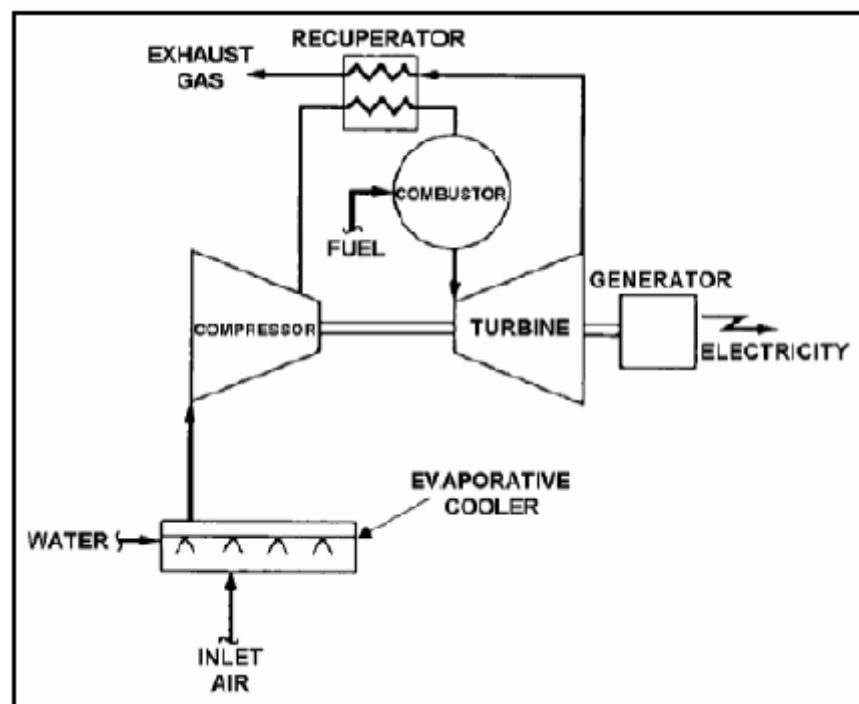 RECUPERATOR
EXHAUST
GAS
COMBUSTOR
FUEL
GENERATOR
COMPRESSOR
TURBINE
ELECTRICITY
EVAPORATIVE
COOLER
WATER
INLET
AIR